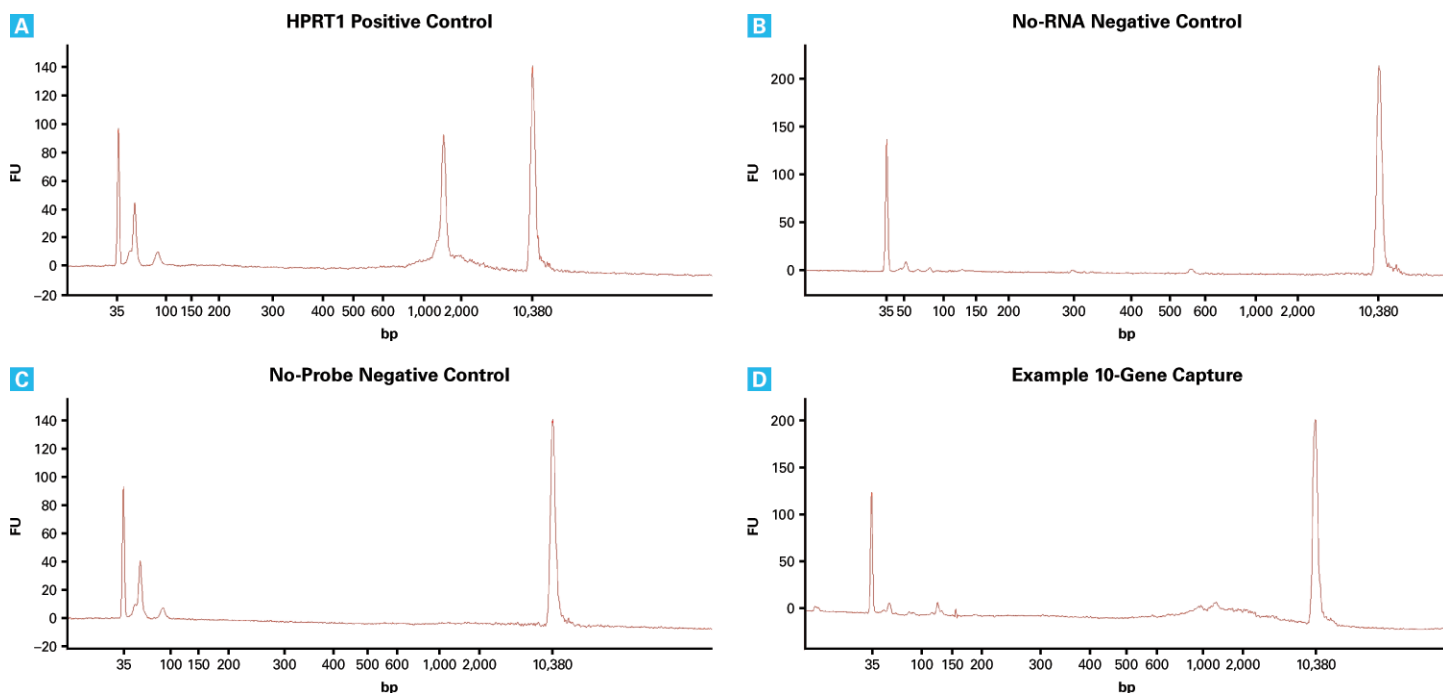 A
HPRT1 Positive Control
FU
140
120
100
80
60
40
20
0
–20
35 100 150 200 300 400 500 600 1,000 2,000 10,380
bp
B
No-RNA Negative Control
FU
200
150
100
50
0
35 50 100 150 200 300 400 500 600 1,000 2,000 10,380
bp
C
No-Probe Negative Control
FU
140
120
100
80
60
40
20
0
–20
35 100 150 200 300 400 500 600 1,000 2,000 10,380
bp
D
Example 10-Gene Capture
FU
200
150
100
50
0
35 100 150 200 300 400 500 600 1,000 2,000 10,380
bp